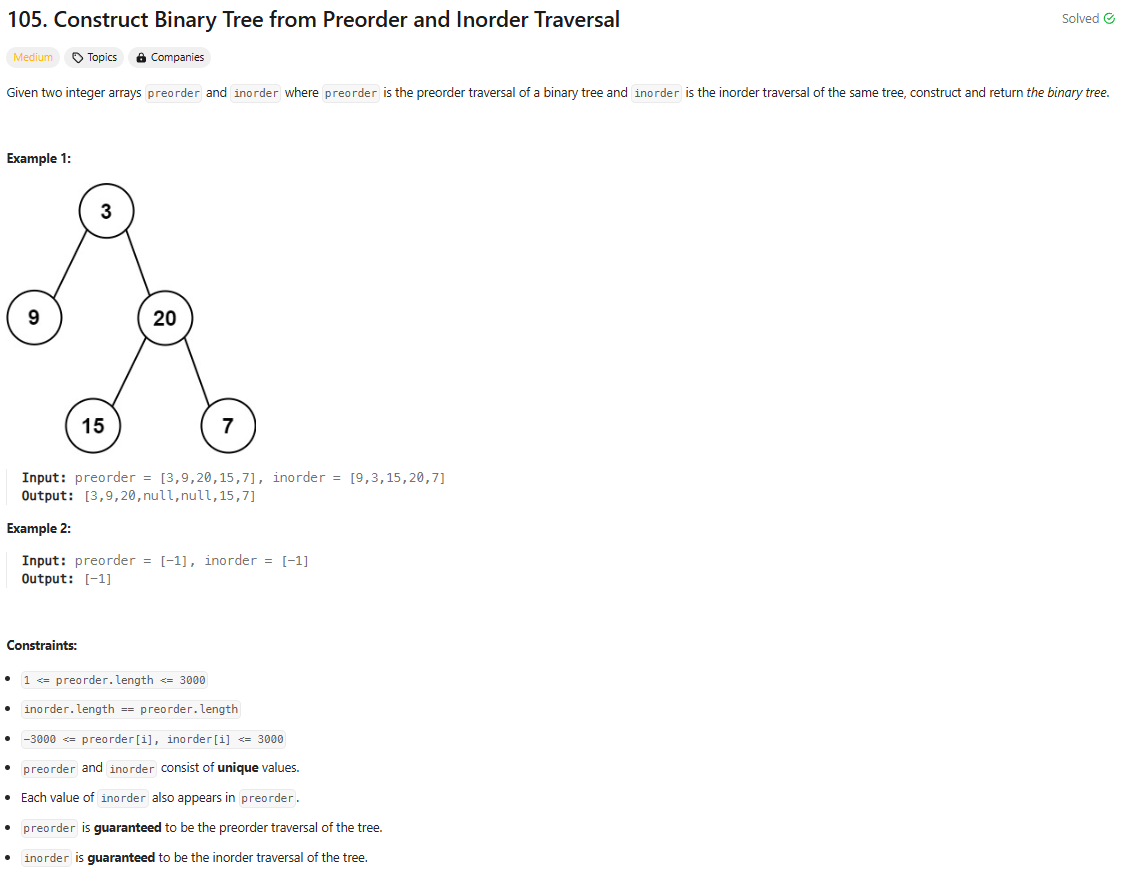 105. Construct Binary Tree from Preorder and Inorder Traversal
Solved
Medium Topics Companies
Given two integer arrays preorder and inorder where preorder is the preorder traversal of a binary tree and inorder is the inorder traversal of the same tree, construct and return the binary tree.
Example 1:
3
9 20
15 7
Input: preorder = [3,9,20,15,7], inorder = [9,3,15,20,7]
Output: [3,9,20,null,null,15,7]
Example 2:
Input: preorder = [-1], inorder = [-1]
Output: [-1]
Constraints:
• 1 <= preorder.length <= 3000
• inorder.length == preorder.length
• -3000 <= preorder[i], inorder[i] <= 3000
• preorder and inorder consist of unique values.
• Each value of inorder also appears in preorder.
• preorder is guaranteed to be the preorder traversal of the tree.
• inorder is guaranteed to be the inorder traversal of the tree.